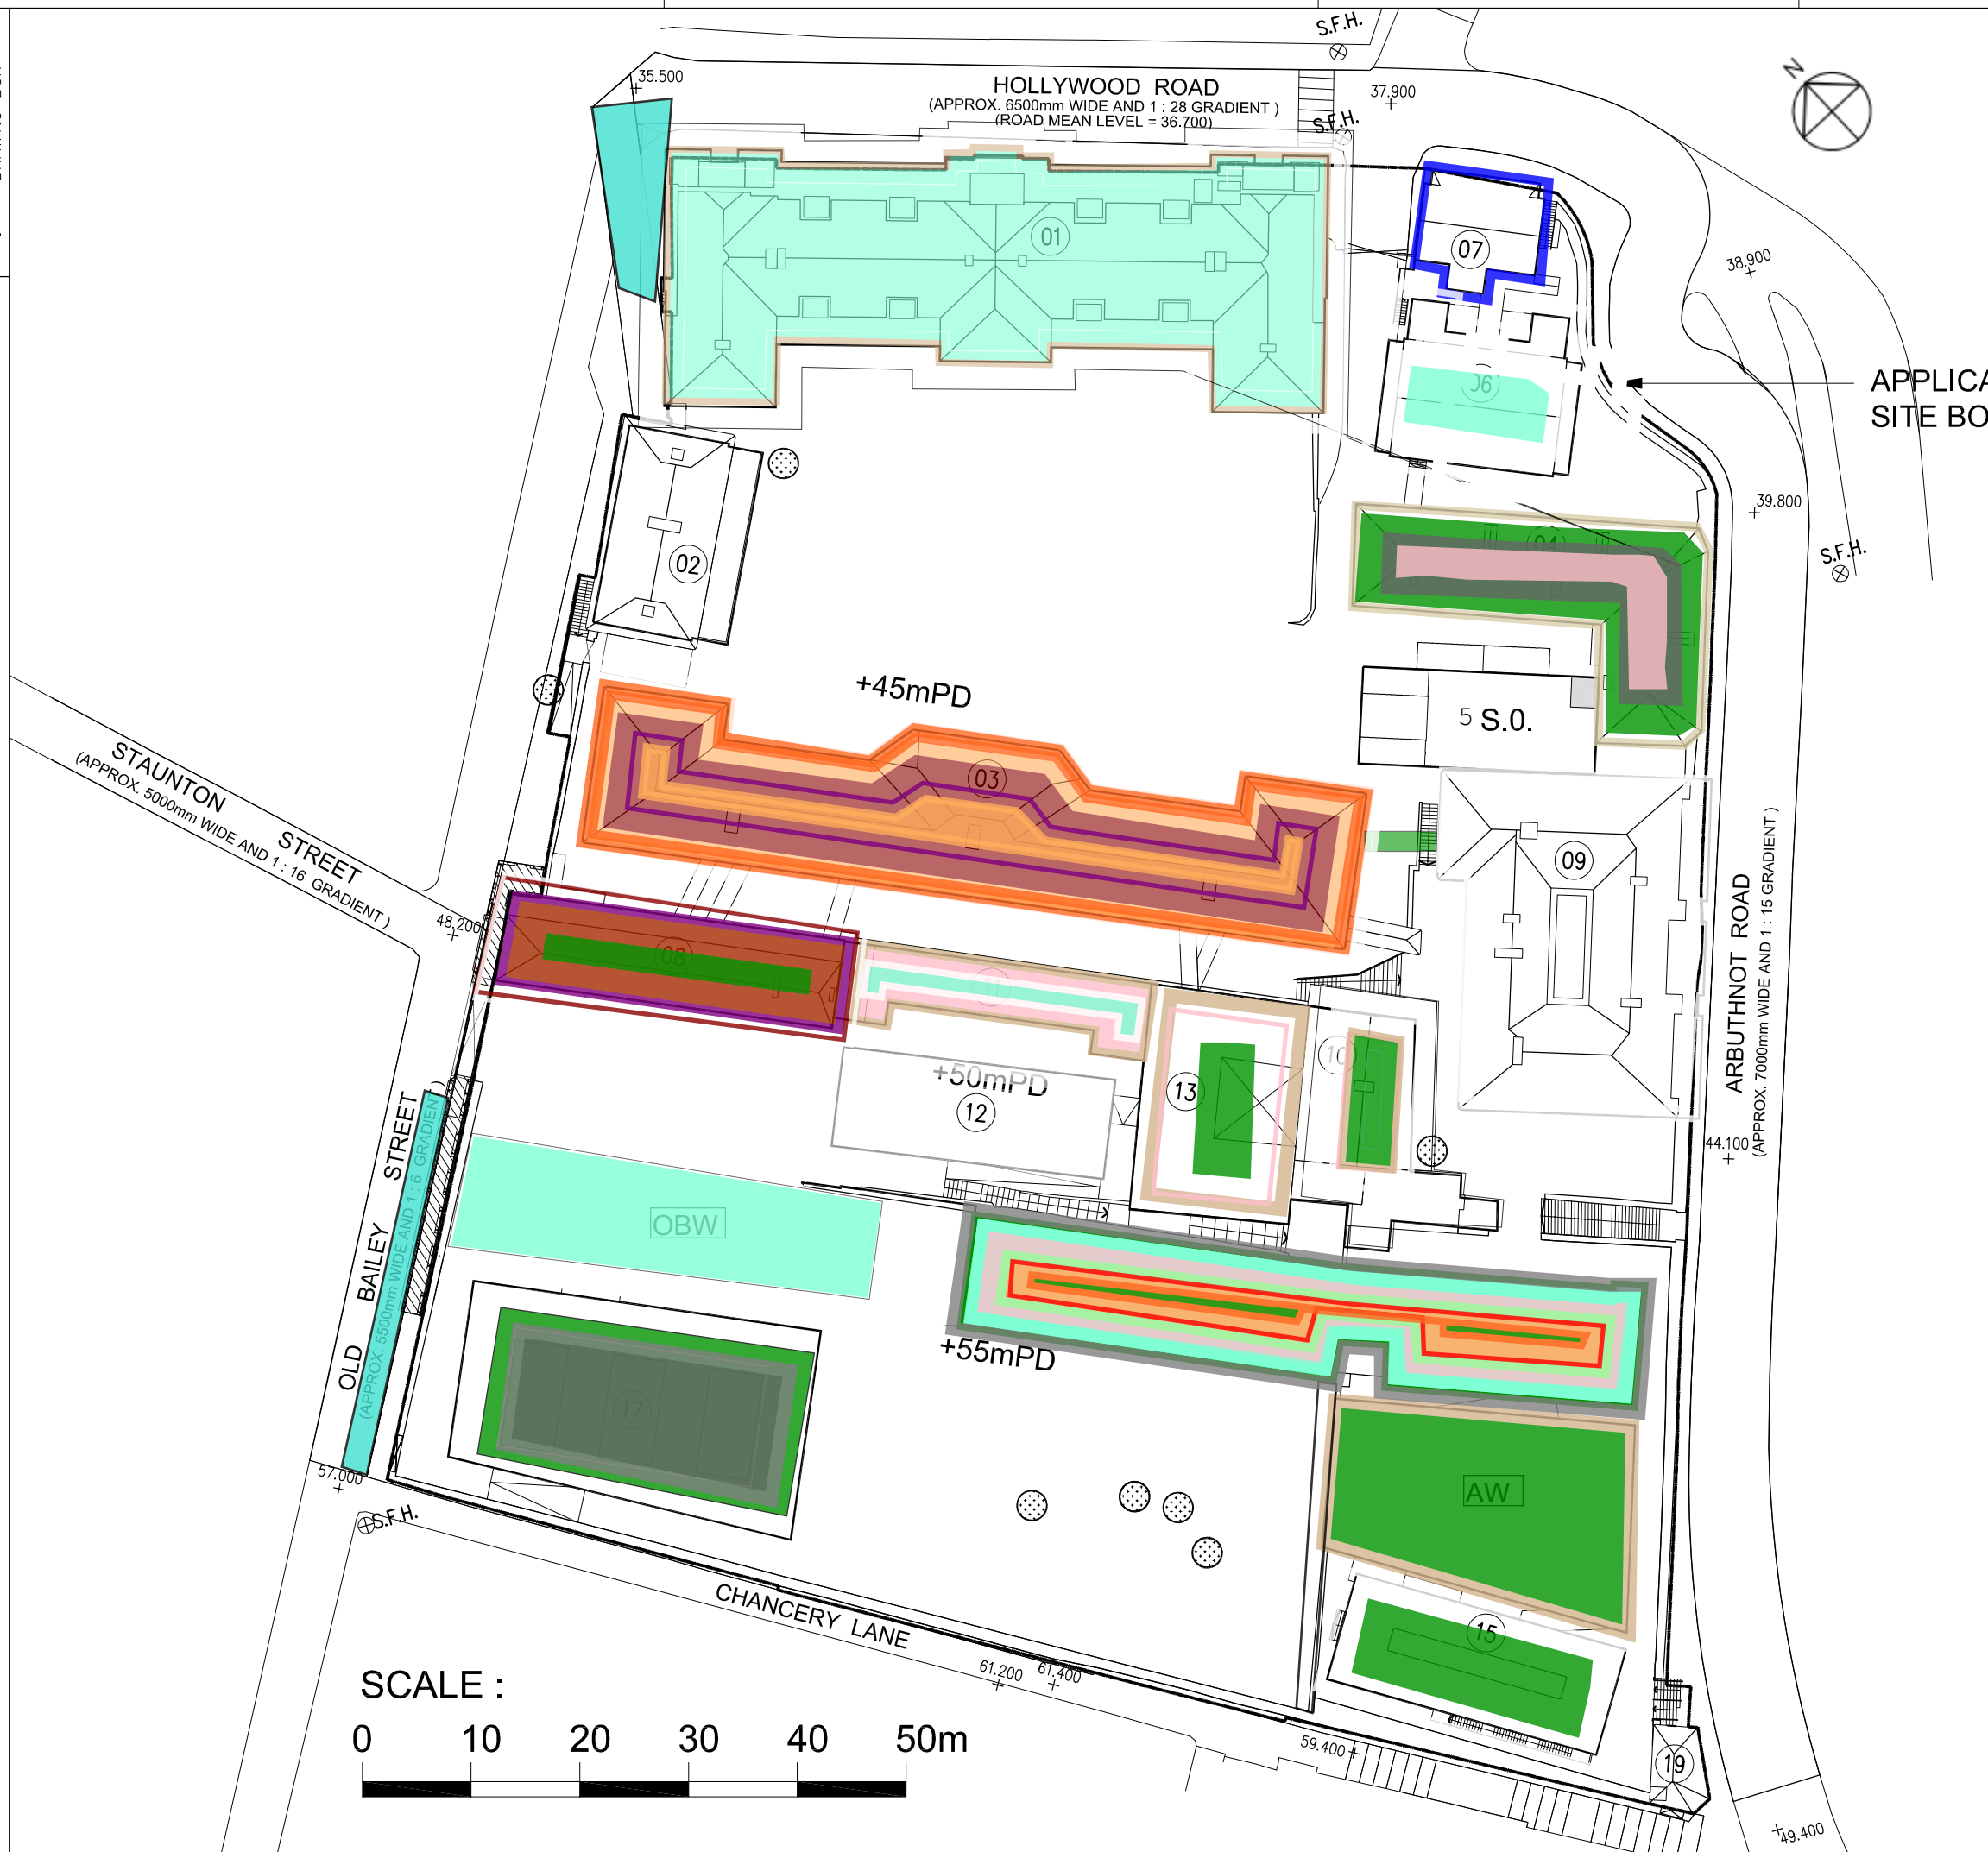 S.F.H.
35.500
HOLLYWOOD ROAD
(APPROX. 6500mm WIDE AND 1 : 28 GRADIENT )
(ROAD MEAN LEVEL = 36.700)
37.900
S.F.H.
N
01
07
38.900
06
APPLICA
SITE BO
39.800
S.F.H.
04
02
+45mPD
5 S.0.
03
STAUNTON STREET
(APPROX. 5000mm WIDE AND 1 : 16 GRADIENT )
09
ARBUTHNOT ROAD
(APPROX. 7000mm WIDE AND 1 : 15 GRADIENT )
48.200
08
11
10
+50mPD
12
13
44.100
OLD BAILEY STREET
(APPROX. 5500mm WIDE AND 1 : 6 GRADIENT )
OBW
+55mPD
17
AW
57.000
S.F.H.
CHANCERY LANE
15
61.200
61.400
59.400
19
49.400
SCALE :
0 10 20 30 40 50m